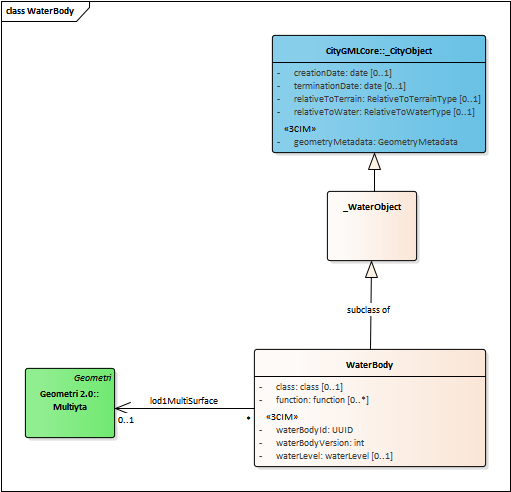 class WaterBody
CityGMLCore::_CityObject
- creationDate: date [0..1]
- terminationDate: date [0..1]
- relativeToTerrain: RelativeToTerrainType [0..1]
- relativeToWater: RelativeToWaterType [0..1]
«3CIM»
- geometryMetadata: GeometryMetadata
_WaterObject
subclass of
WaterBody
- class: class [0..1]
- function: function [0..*]
«3CIM»
- waterBodyId: UUID
- waterBodyVersion: int
- waterLevel: waterLevel [0..1]
Geometri
Geometri 2.0::
Multiyta
lod1MultiSurface
0..1
*